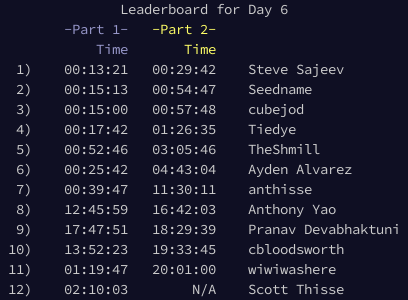 Leaderboard for Day 6
-Part 1- -Part 2-
Time Time
1) 00:13:21 00:29:42 Steve Sajeev
2) 00:15:13 00:54:47 Seedname
3) 00:15:00 00:57:48 cubejod
4) 00:17:42 01:26:35 Tiedye
5) 00:52:46 03:05:46 TheShmill
6) 00:25:42 04:43:04 Ayden Alvarez
7) 00:39:47 11:30:11 anthisse
8) 12:45:59 16:42:03 Anthony Yao
9) 17:47:51 18:29:39 Pranav Devabhaktuni
10) 13:52:23 19:33:45 cbloodsworth
11) 01:19:47 20:01:00 wiwiwashere
12) 02:10:03 N/A Scott Thisse